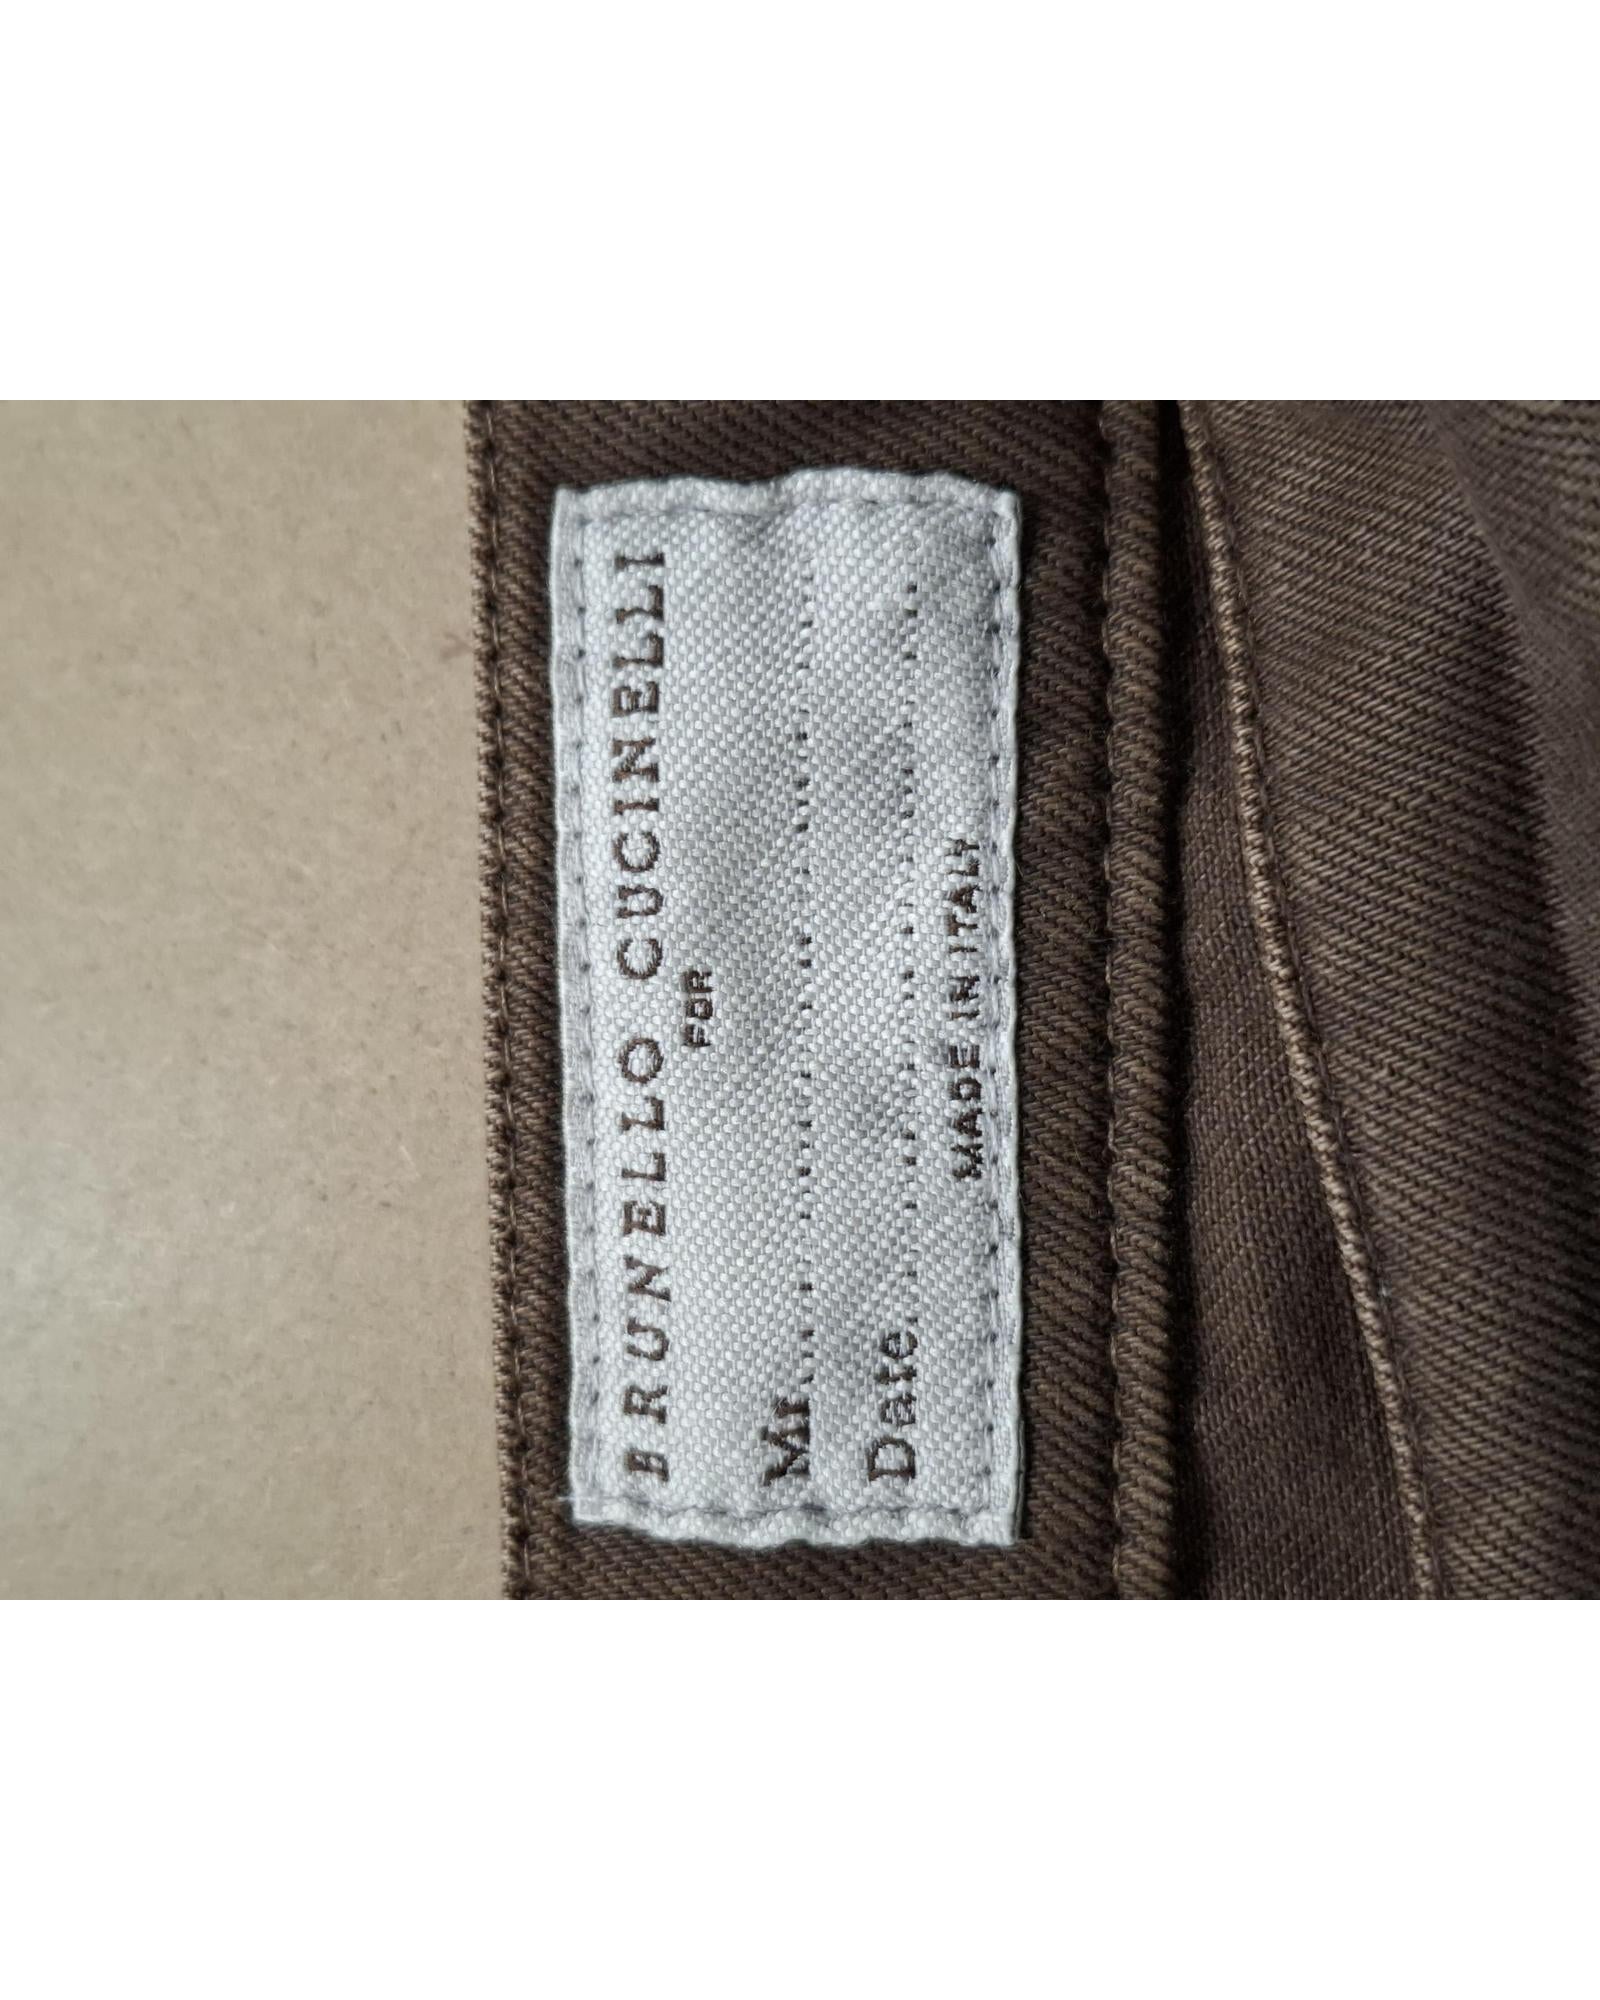 BRUNELLO CUCINELLI
FOR
Mr........................
Date........................
MADE IN ITALY